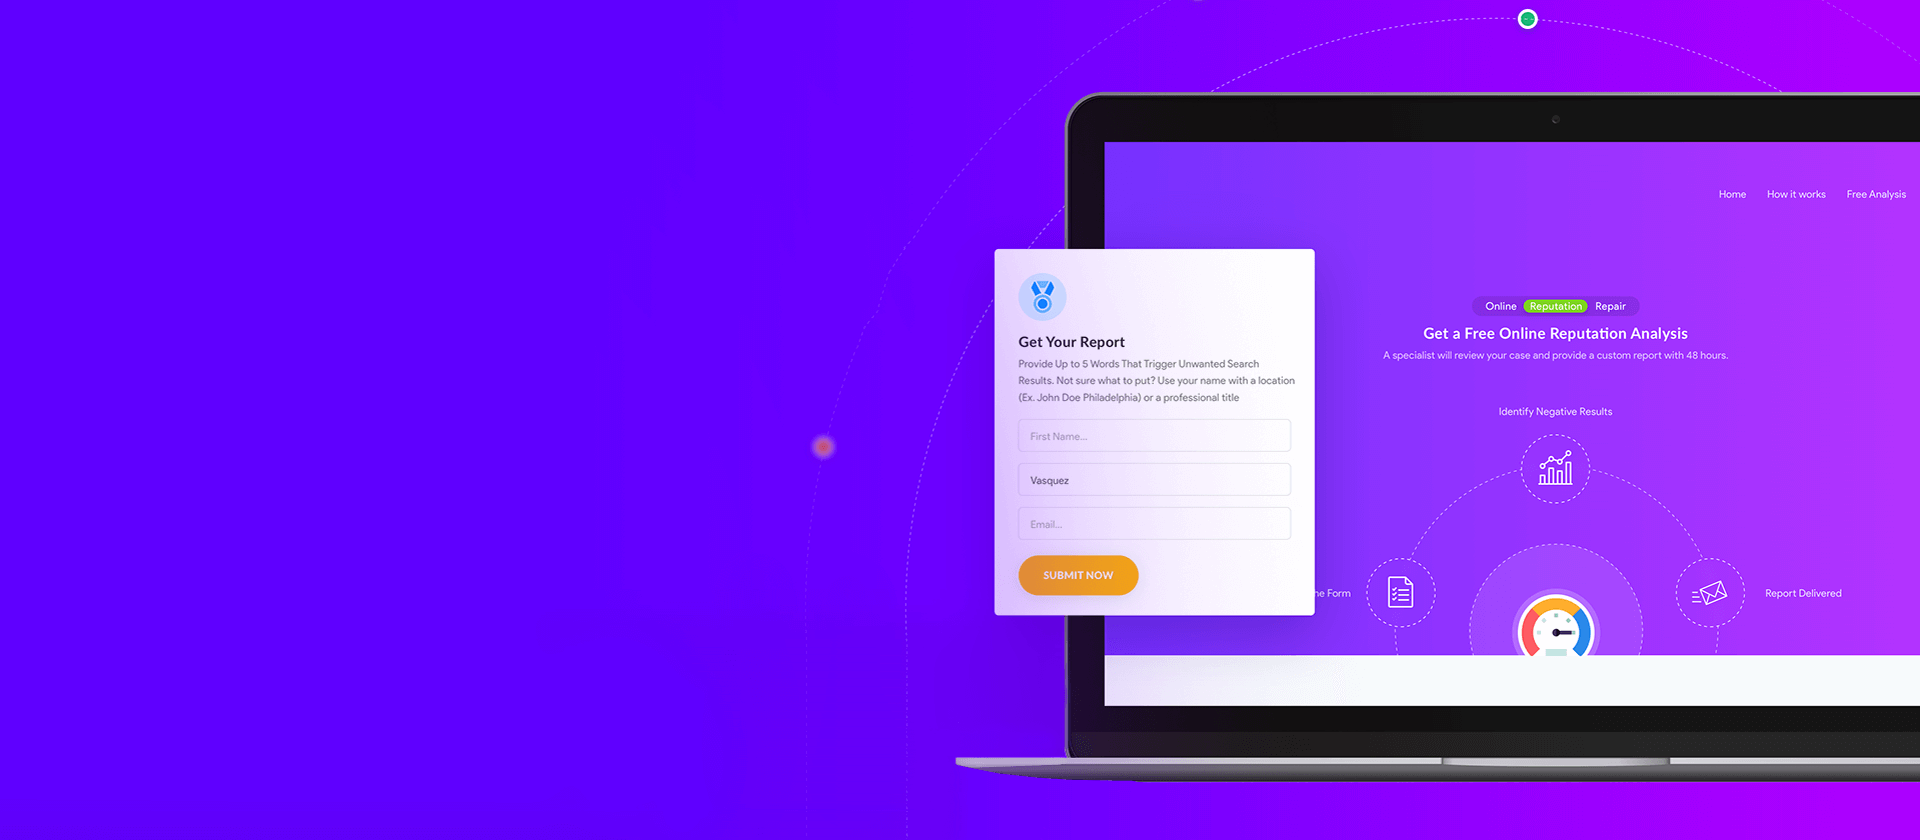 Home How it works Free Analysis
Online Reputation Repair
Get a Free Online Reputation Analysis
A specialist will review your case and provide a custom report with 48 hours.
Identify Negative Results
Form
Report Delivered
Get Your Report
Provide Up to 5 Words That Trigger Unwanted Search
Results. Not sure what to put? Use your name with a location
(Ex. John Doe Philadelphia) or a professional title
First Name...
Vasquez
Email...
SUBMIT NOW